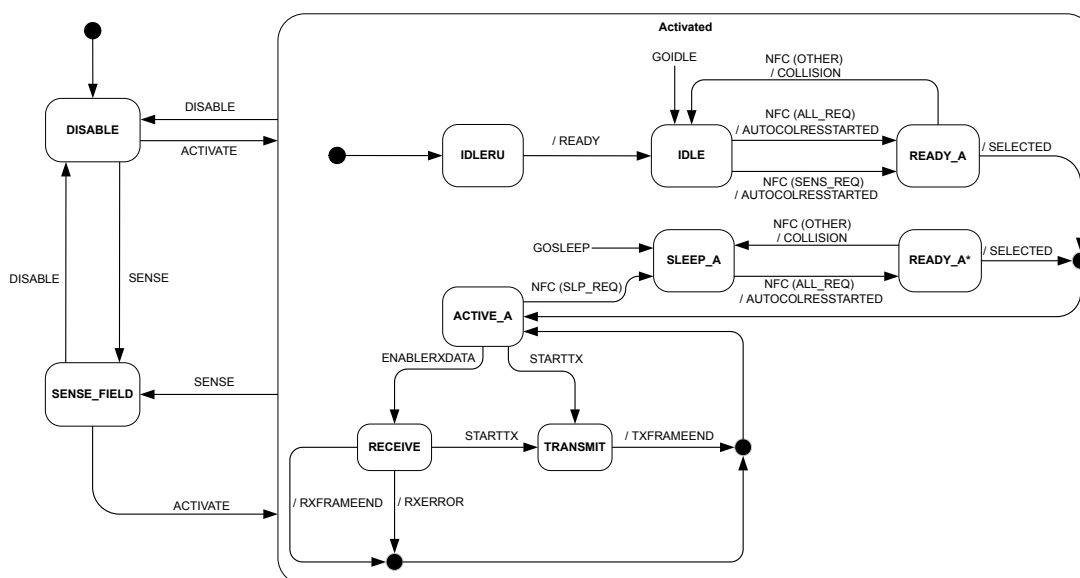 Activated
GOIDLE
NFC (OTHER)
/ COLLISION
DISABLE
DISABLE
ACTIVATE
IDLERU
/ READY
IDLE
NFC (ALL_REQ)
/ AUTOCOLRESSTARTED
READY_A
/ SELECTED
NFC (SENS_REQ)
/ AUTOCOLRESSTARTED
NFC (OTHER)
/ COLLISION
GOSLEEP
SLEEP_A
READY_A*
/ SELECTED
DISABLE
SENSE
NFC (SLP_REQ)
NFC (ALL_REQ)
/ AUTOCOLRESSTARTED
ACTIVE_A
ENABLERXDATA
STARTTX
SENSE_FIELD
SENSE
RECEIVE
STARTTX
TRANSMIT
/ TXFRAMEEND
/ RXFRAMEEND
/ RXERROR
ACTIVATE